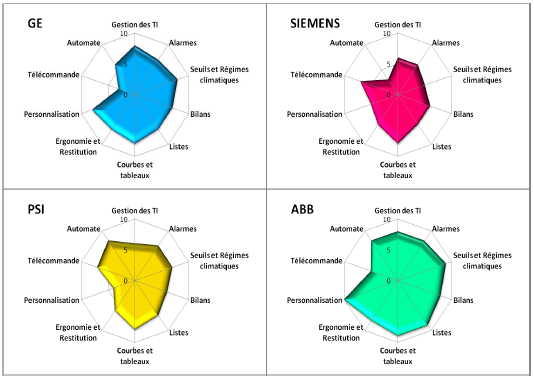 GE
Gestion des TI
10
Automate
Alarmes
5
Télécommande
Seuils et Régimes
climatiques
0
Personnalisation
Bilans
Ergonomie et
Restitution
Listes
Courbes et
tableaux
SIEMENS
Gestion des TI
10
Automate
Alarmes
5
Télécommande
Seuils et Régimes
climatiques
0
Personnalisation
Bilans
Ergonomie et
Restitution
Listes
Courbes et
tableaux
PSI
Gestion des TI
10
Automate
Alarmes
5
Télécommande
Seuils et Régimes
climatiques
0
Personnalisation
Bilans
Ergonomie et
Restitution
Listes
Courbes et
tableaux
ABB
Gestion des TI
10
Automate
Alarmes
5
Télécommande
Seuils et Régimes
climatiques
0
Personnalisation
Bilans
Ergonomie et
Restitution
Listes
Courbes et
tableaux